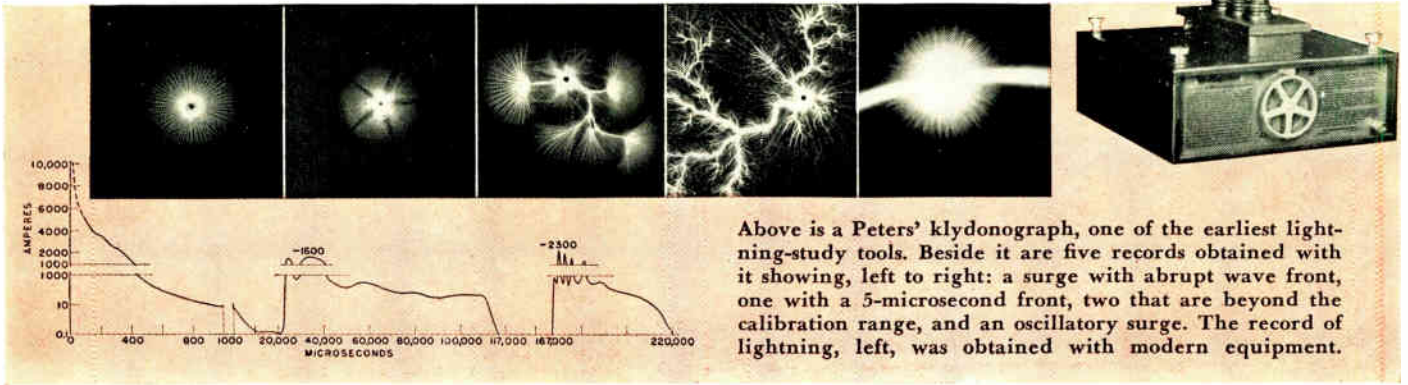 10,000
8000
6000
4000
2000
1000
1000
10
0.1
AMPERES
-1600
-2300
0 400 800 1000 20,000 40,000 60,000 80,000 100,000 117,000 167,000 220,000
MICROSECONDS
Above is a Peters' klydonograph, one of the earliest light-
ning-study tools. Beside it are five records obtained with
it showing, left to right: a surge with abrupt wave front,
one with a 5-microsecond front, two that are beyond the
calibration range, and an oscillatory surge. The record of
lightning, left, was obtained with modern equipment.